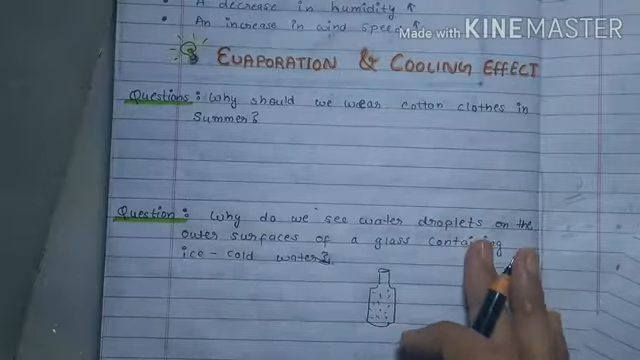 • A decrease in humidity ↑
• An increase in wind speed ↑
Made with KINEMASTER
EVAPORATION & COOLING EFFECT
Questions: Why should we wear cotton clothes in
Summer?
Question: Why do we see water droplets on the
outer surfaces of a glass containing
ice-cold water?